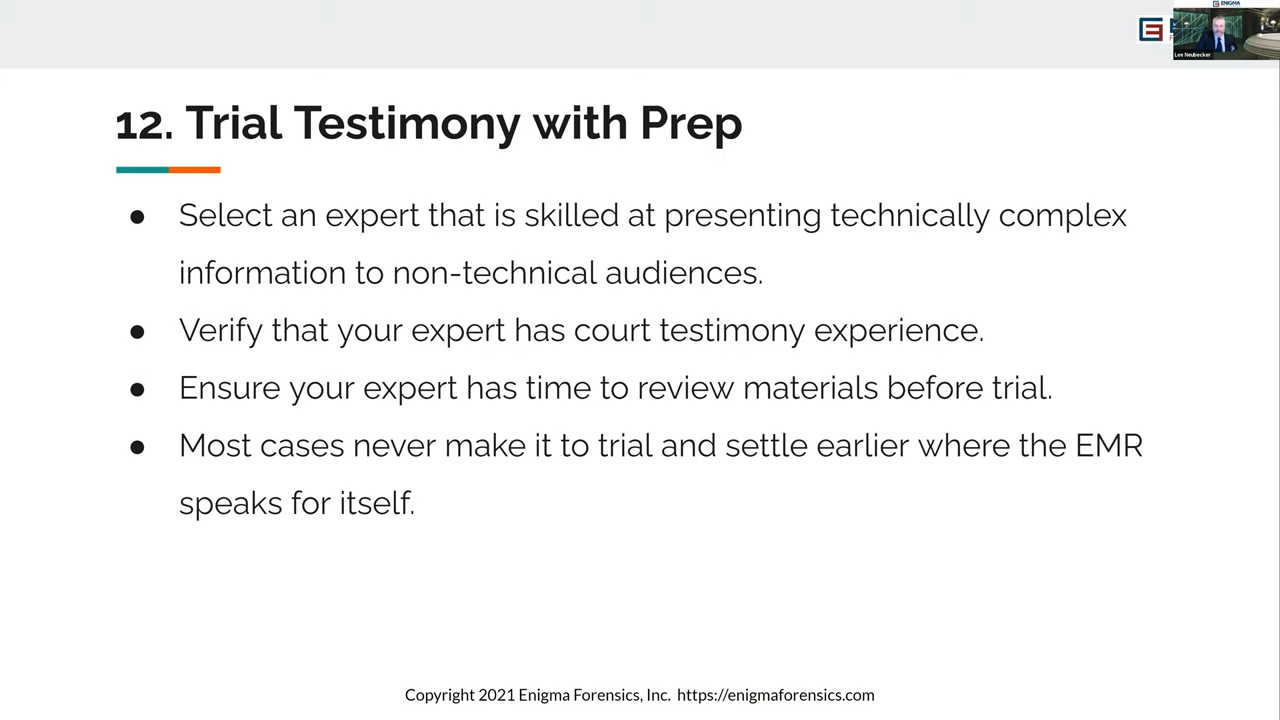 ENIGMA
Lee Neubecker
12. Trial Testimony with Prep
● Select an expert that is skilled at presenting technically complex
information to non-technical audiences.
● Verify that your expert has court testimony experience.
● Ensure your expert has time to review materials before trial.
● Most cases never make it to trial and settle earlier where the EMR
speaks for itself.
Copyright 2021 Enigma Forensics, Inc. https://enigmaforensics.com